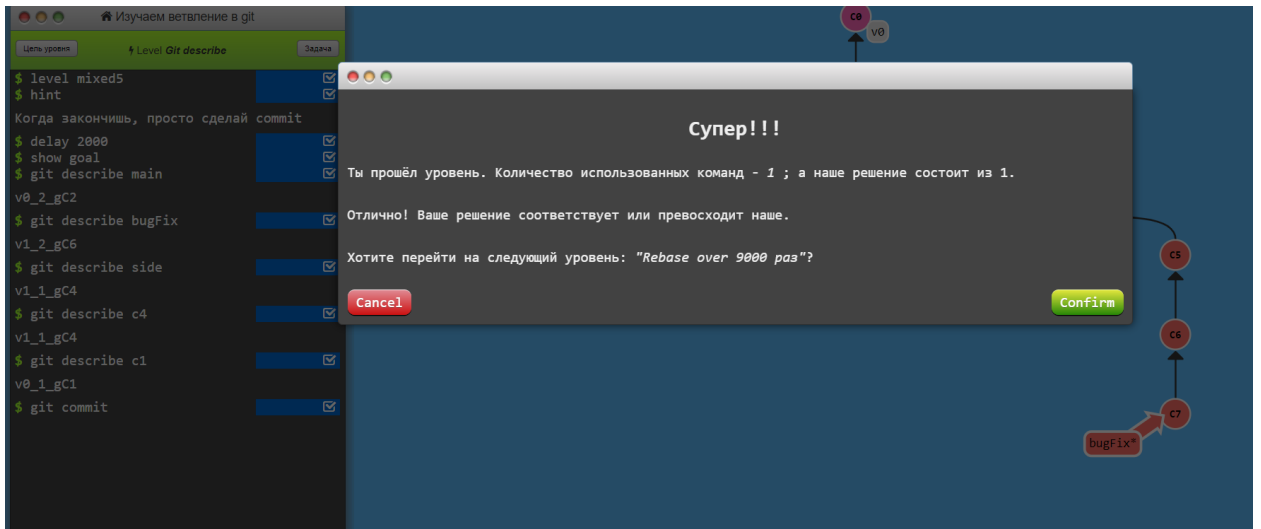 Изучаем ветвление в git
Цель уровня
Level Git describe
Задача
$ level mixed5
$ hint
Когда закончишь, просто сделай commit
$ delay 2000
$ show goal
$ git describe main
v0_2_gC2
$ git describe bugFix
v1_2_gC6
$ git describe side
v1_1_gC4
$ git describe c4
v1_1_gC4
$ git describe c1
v0_1_gC1
$ git commit
c0
v0
Супер!!!
Ты прошёл уровень. Количество использованных команд - 1 ; а наше решение состоит из 1.
Отлично! Ваше решение соответствует или превосходит наше.
Хотите перейти на следующий уровень: "Rebase over 9000 раз"?
Cancel
Confirm
c5
c6
c7
bugFix*